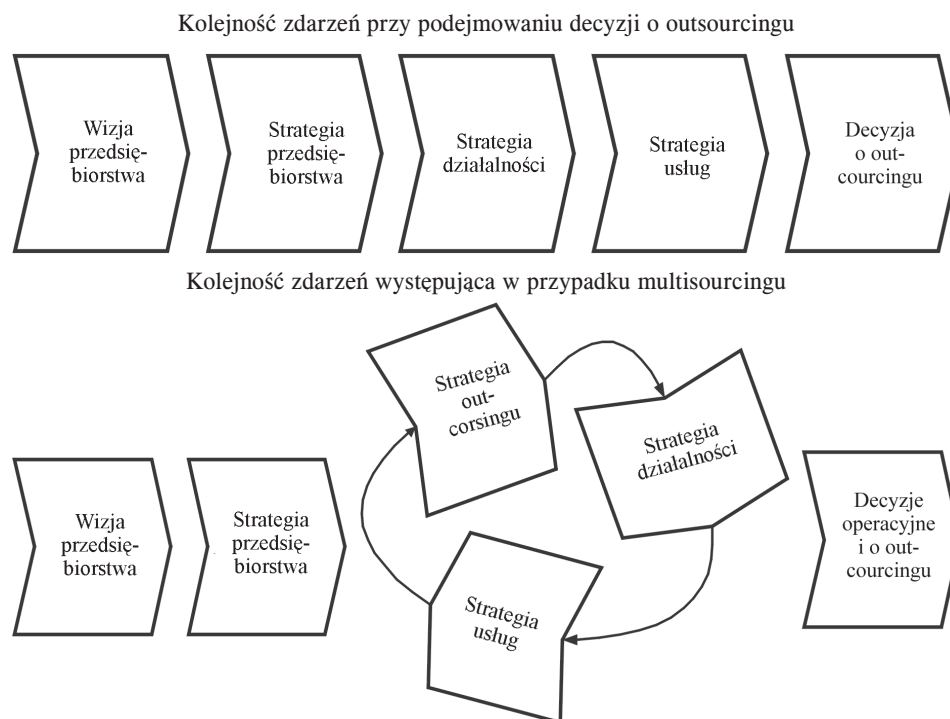 Kolejność zdarzeń przy podejmowaniu decyzji o outsourcingu
Wizja
przedsię-
biorstwa
Strategia
przedsię-
biorstwa
Strategia
działalności
Strategia
usług
Decyzja
o out-
courcingu
Kolejność zdarzeń występująca w przypadku multisourcingu
Wizja
przedsię-
biorstwa
Strategia
przedsię-
biorstwa
Strategia
out-
corsingu
Strategia
działalności
Strategia
usług
Decyzje
operacyjne
i o out-
courcingu